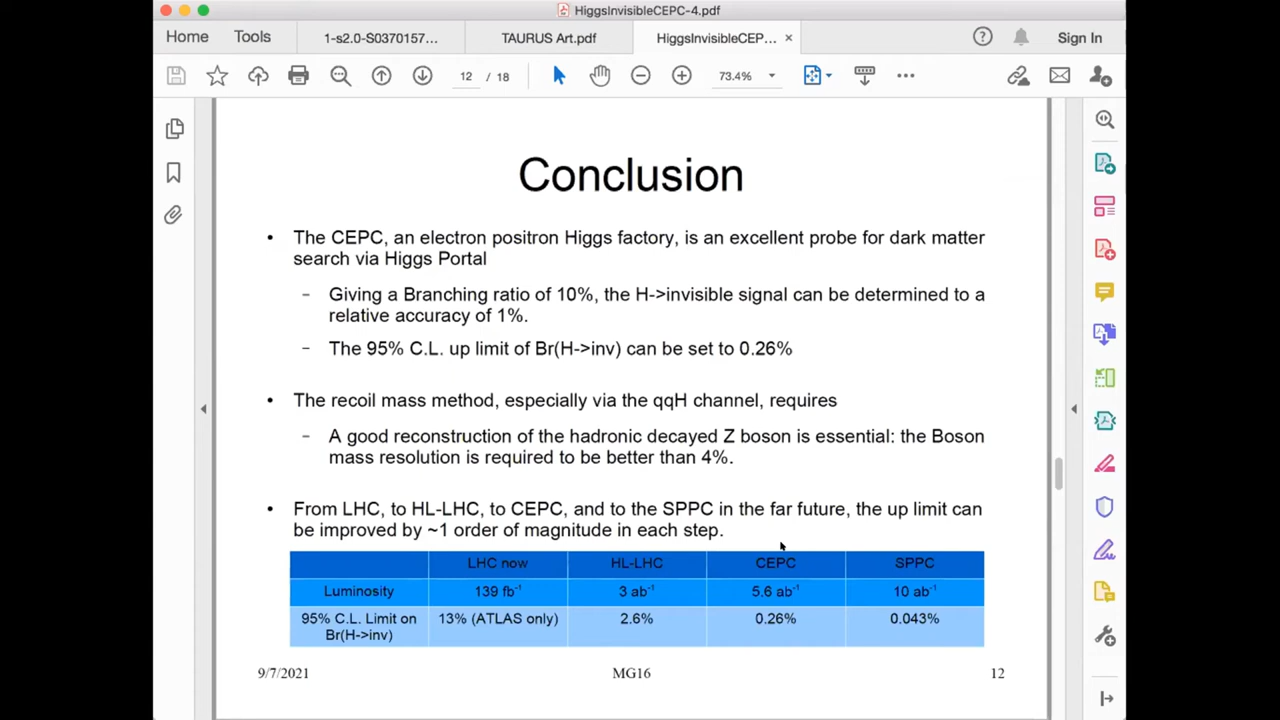 HiggsInvisibleCEPC-4.pdf
Home Tools 1-s2.0-S0370157... TAURUS Art.pdf HiggsInvisibleCEP... × Sign In
12 / 18 73.4%
Conclusion
• The CEPC, an electron positron Higgs factory, is an excellent probe for dark matter
search via Higgs Portal
– Giving a Branching ratio of 10%, the H->invisible signal can be determined to a
relative accuracy of 1%.
– The 95% C.L. up limit of Br(H->inv) can be set to 0.26%
• The recoil mass method, especially via the qqH channel, requires
– A good reconstruction of the hadronic decayed Z boson is essential: the Boson
mass resolution is required to be better than 4%.
• From LHC, to HL-LHC, to CEPC, and to the SPPC in the far future, the up limit can
be improved by ~1 order of magnitude in each step.
LHC now HL-LHC CEPC SPPC
Luminosity 139 fb⁻¹ 3 ab⁻¹ 5.6 ab⁻¹ 10 ab⁻¹
95% C.L. Limit on 13% (ATLAS only) 2.6% 0.26% 0.043%
Br(H->inv)
9/7/2021 MG16 12